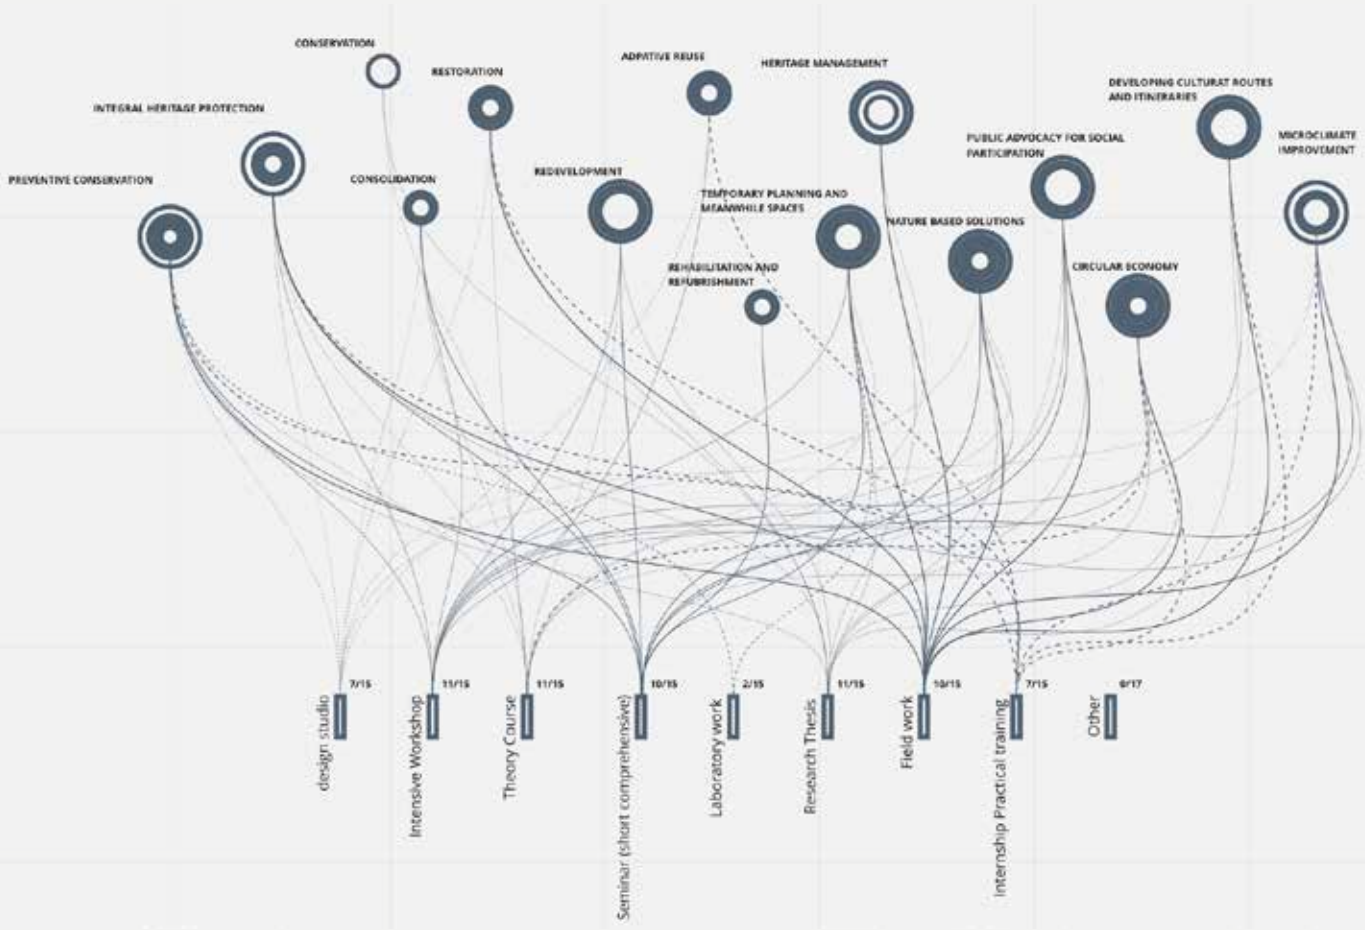 CONSERVATION
RESTORATION
ADPATIVE REUSE
HERITAGE MANAGEMENT
DEVELOPING CULTURAT ROUTES
AND ITINERARIES
INTEGRAL HERITAGE PROTECTION
PUBLIC ADVOCACY FOR SOCIAL
PARTICIPATION
MICROCLIMATE
IMPROVEMENT
PREVENTIVE CONSERVATION
CONSOLIDATION
REDEVELOPMENT
TEMPORARY PLANNING AND
MEANWHILE SPACES
NATURE BASED SOLUTIONS
REHABILITATION AND
REFUBRISHMENT
CIRCULAR ECONOMY
7/15
11/15
11/15
10/15
2/15
11/15
10/15
7/15
0/17
design studio
Intensive Workshop
Theory Course
Seminar (short comprehensive)
Laboratory work
Research Thesis
Field work
Internship Practical training
Other